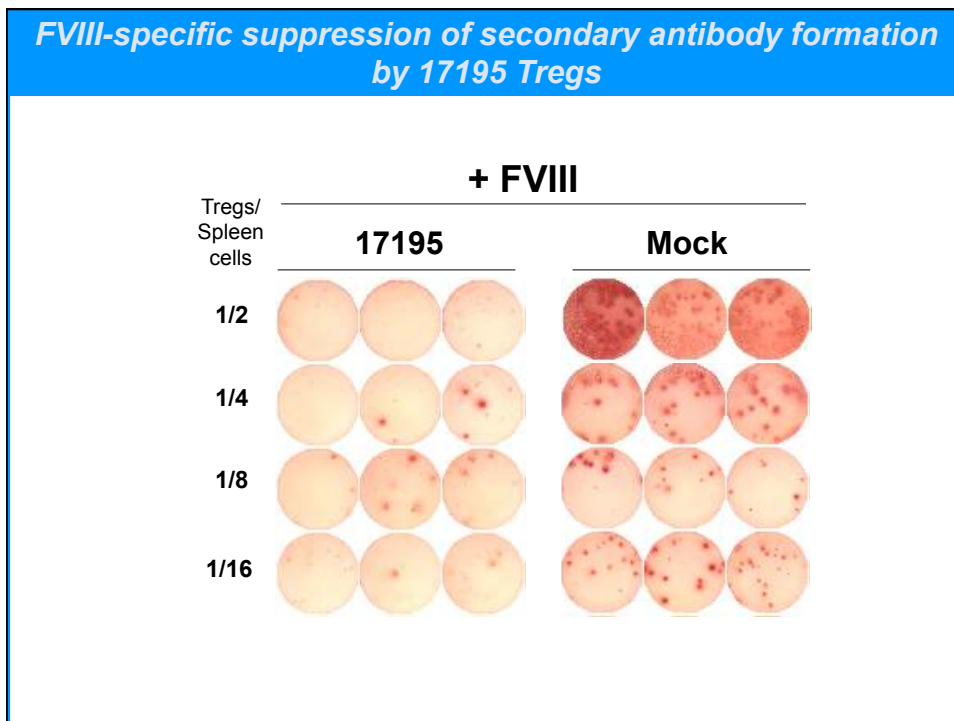 FVIII-specific suppression of secondary antibody formation
by 17195 Tregs
+ FVIII
Tregs/
Spleen
cells
17195
Mock
1/2
1/4
1/8
1/16